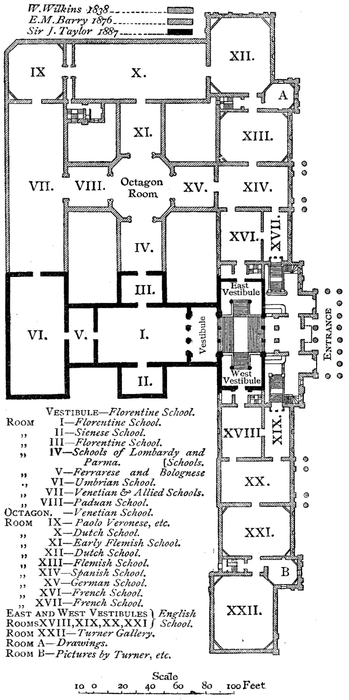 W. Wilkins 1838
E.M. Barry 1876
Sir J. Taylor 1887
IX
X.
XII.
A
XI.
XIII.
VII.
VIII.
Octagon
Room
XV.
XIV.
IV.
XVI.
XVII.
III.
East
Vestibule
VI.
V.
I.
Vestibule
ENTRANCE
II.
West
Vestibule
XVIII
XIX.
XX.
XXI.
B
XXII.
VESTIBULE—Florentine School.
ROOM I—Florentine School.
„ II—Sienese School.
„ III—Florentine School.
„ IV—Schools of Lombardy and
Parma. [Schools.
„ V—Ferrarese and Bolognese
„ VI—Umbrian School.
„ VII—Venetian & Allied Schools.
„ VIII—Paduan School.
OCTAGON. — Venetian School.
ROOM IX—Paolo Veronese, etc.
„ X—Dutch School.
„ XI—Early Flemish School.
„ XII—Dutch School.
„ XIII—Flemish School.
„ XIV—Spanish School.
„ XV—German School.
„ XVI—French School.
„ XVII—French School.
EAST AND WEST VESTIBULES } English
ROOMS XVIII, XIX, XX, XXI } School.
ROOM XXII—Turner Gallery.
ROOM A—Drawings.
ROOM B—Pictures by Turner, etc.
Scale
10 0 20 40 60 80 100 Feet